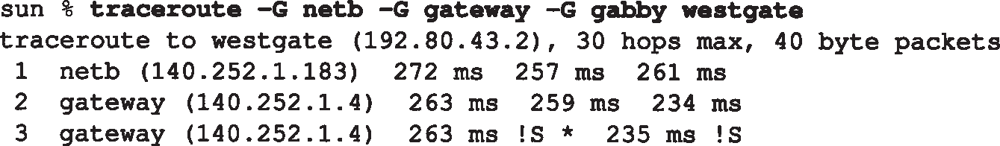 sun % traceroute -G netb -G gateway -G gabby westgate
traceroute to westgate (192.80.43.2), 30 hops max, 40 byte packets
1 netb (140.252.1.183) 272 ms 257 ms 261 ms
2 gateway (140.252.1.4) 263 ms 259 ms 234 ms
3 gateway (140.252.1.4) 263 ms !S * 235 ms !S